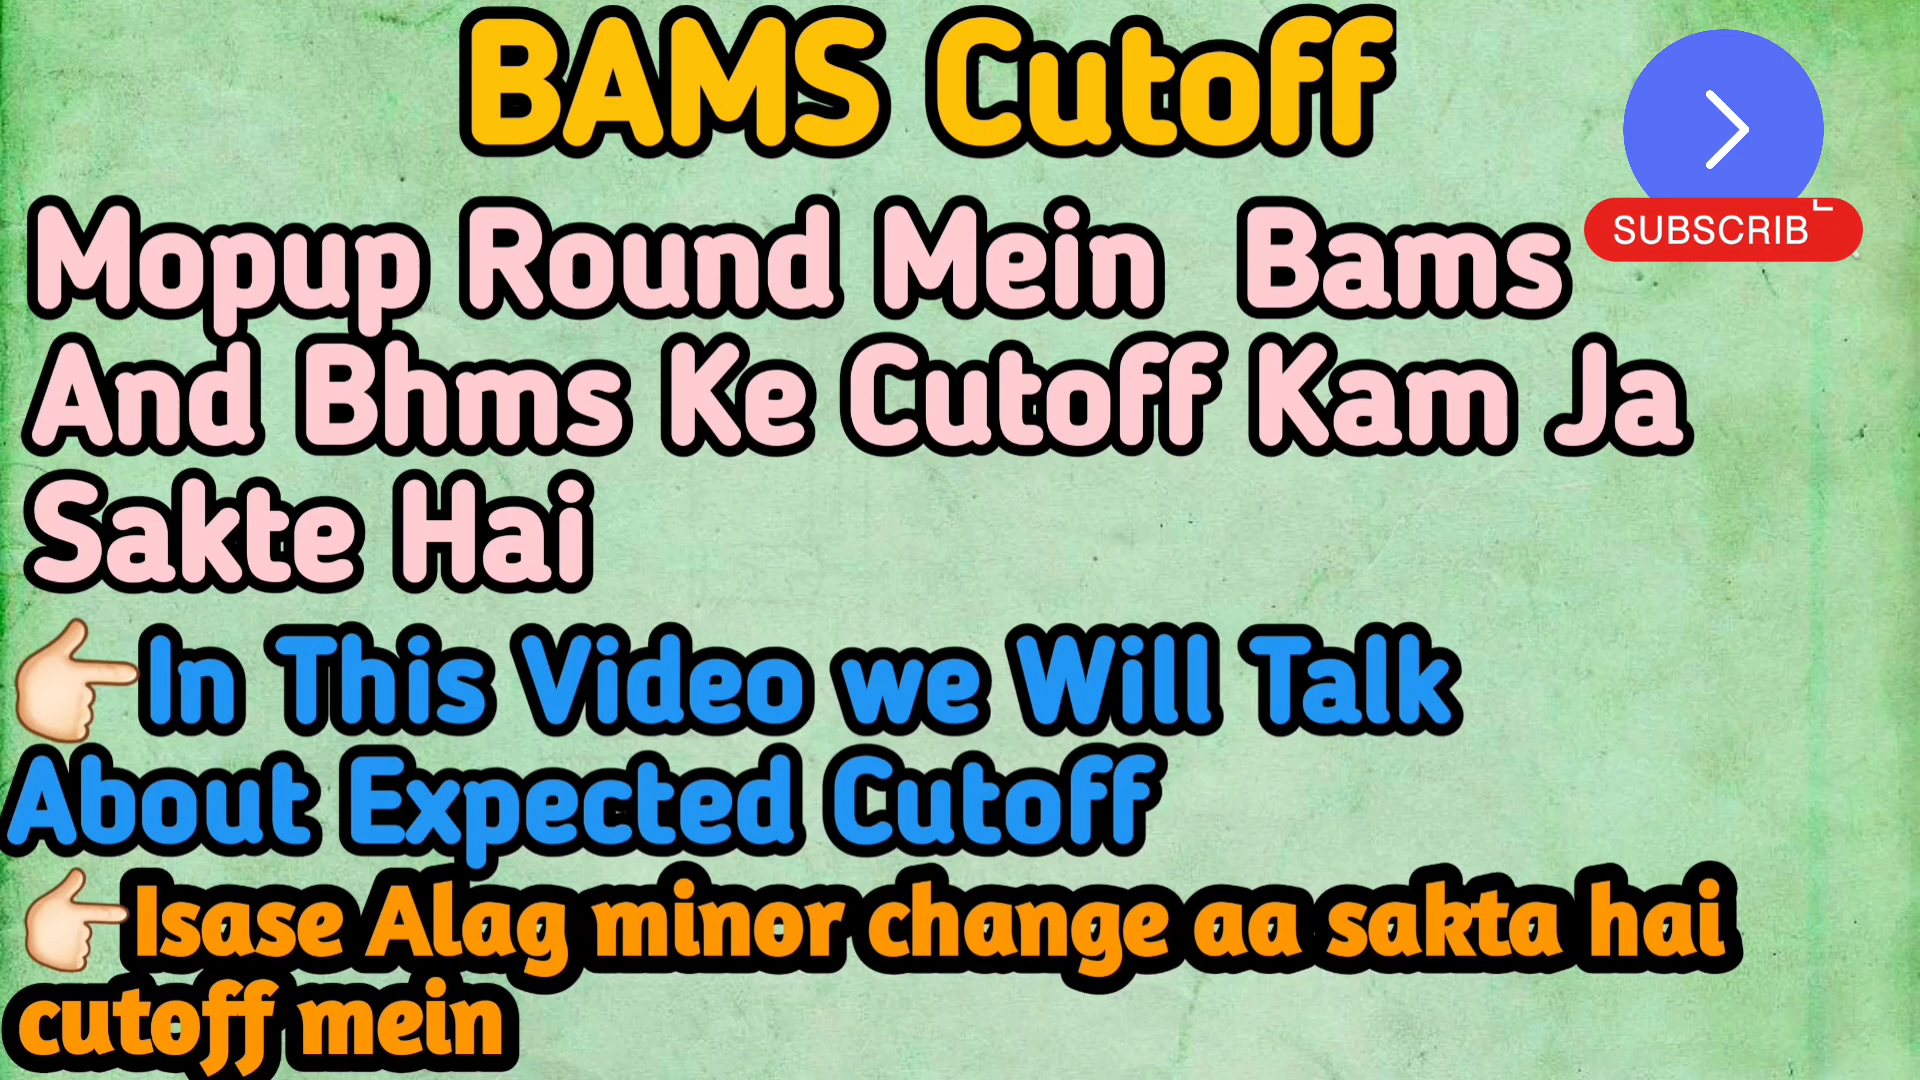 BAMS Cutoff
SUBSCRIB
Mopup Round Mein Bams
And Bhms Ke Cutoff Kam Ja
Sakte Hai
👉In This Video we Will Talk
About Expected Cutoff
👉Isase Alag minor change aa sakta hai
cutoff mein